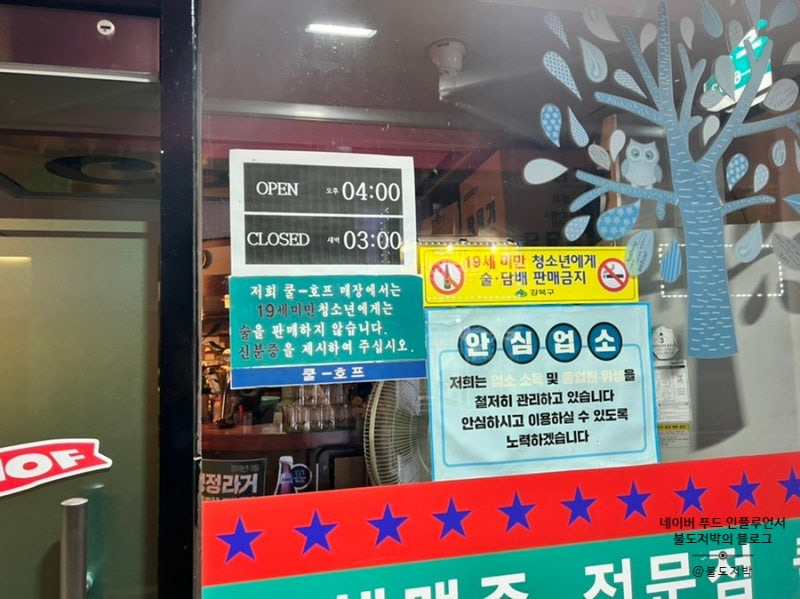 OPEN 오후 04:00
CLOSED 새벽 03:00
저희 쿨-호프 매장에서는
19세미만청소년에게는
술을 판매하지 않습니다.
신분증을 제시하여 주십시오.
쿨-호프
19세 미만 청소년에게
술·담배 판매금지
강북구
안심업소
저희는 업소 소독 및 종업원 위생을
철저히 관리하고 있습니다
안심하시고 이용하실 수 있도록
노력하겠습니다
HOF
정라거
전문점
네이버 푸드 인플루언서
불도저박의 블로그
@불도저박